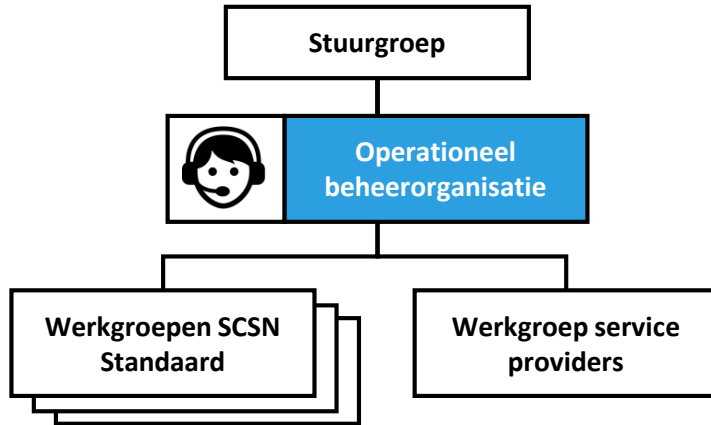 Stuurgroep
Operationeel
beheerorganisatie
Werkgroepen SCSN
Standaard
Werkgroep service
providers